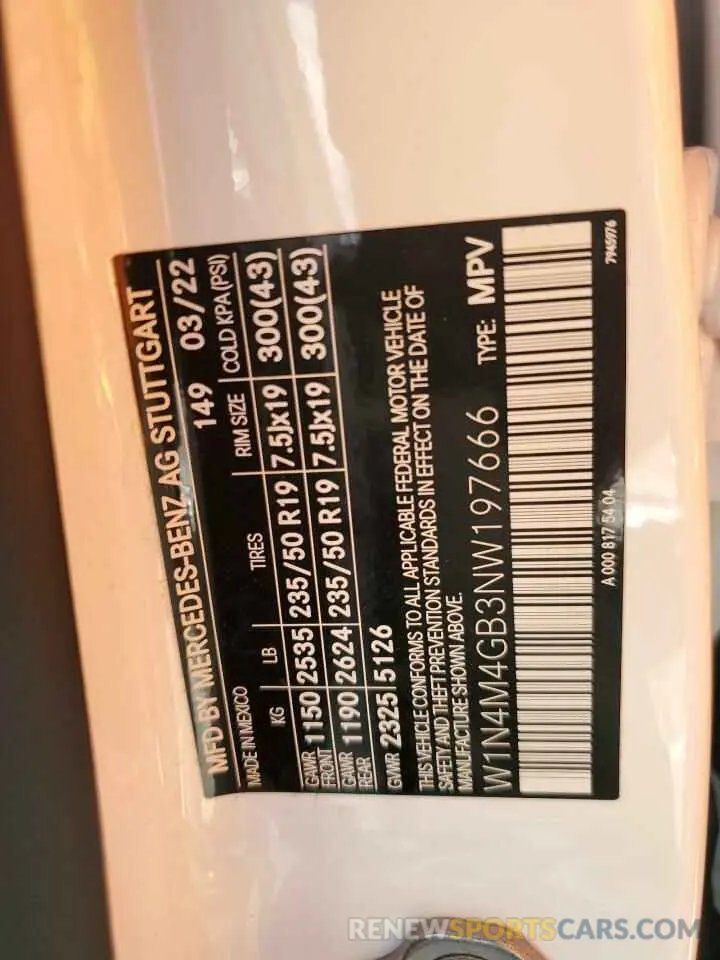 MFD BY MERCEDES-BENZ AG STUTTGART
MADE IN MEXICO 149 03/22
KG LB TIRES RIM SIZE COLD KPA (PSI)
GAWR FRONT 1150 2535 235/50 R19 7.5Jx19 300(43)
GAWR REAR 1190 2624 235/50 R19 7.5Jx19 300(43)
GVWR 2325 5126
THIS VEHICLE CONFORMS TO ALL APPLICABLE FEDERAL MOTOR VEHICLE
SAFETY AND THEFT PREVENTION STANDARDS IN EFFECT ON THE DATE OF
MANUFACTURE SHOWN ABOVE.
W1N4M4GB3NW197666 TYPE: MPV
A 000 817 54 04 7945976
RENEWSPORTSCARS.COM